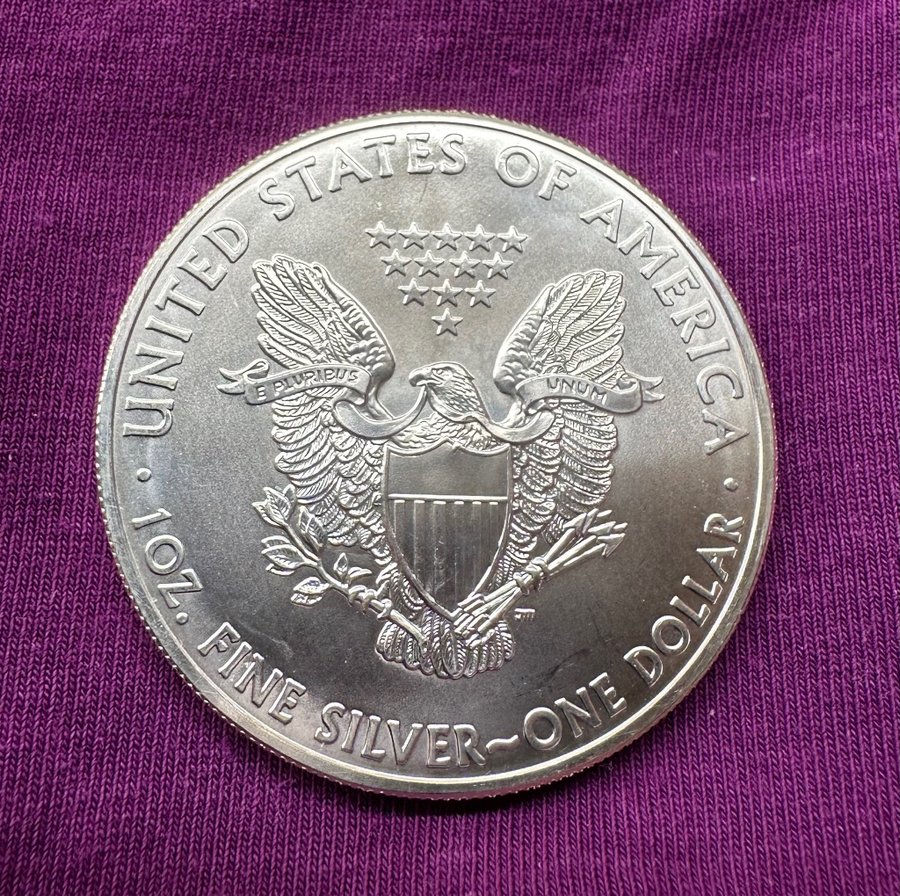 UNITED STATES OF AMERICA
E PLURIBUS UNUM
· 1 OZ. FINE SILVER~ONE DOLLAR ·